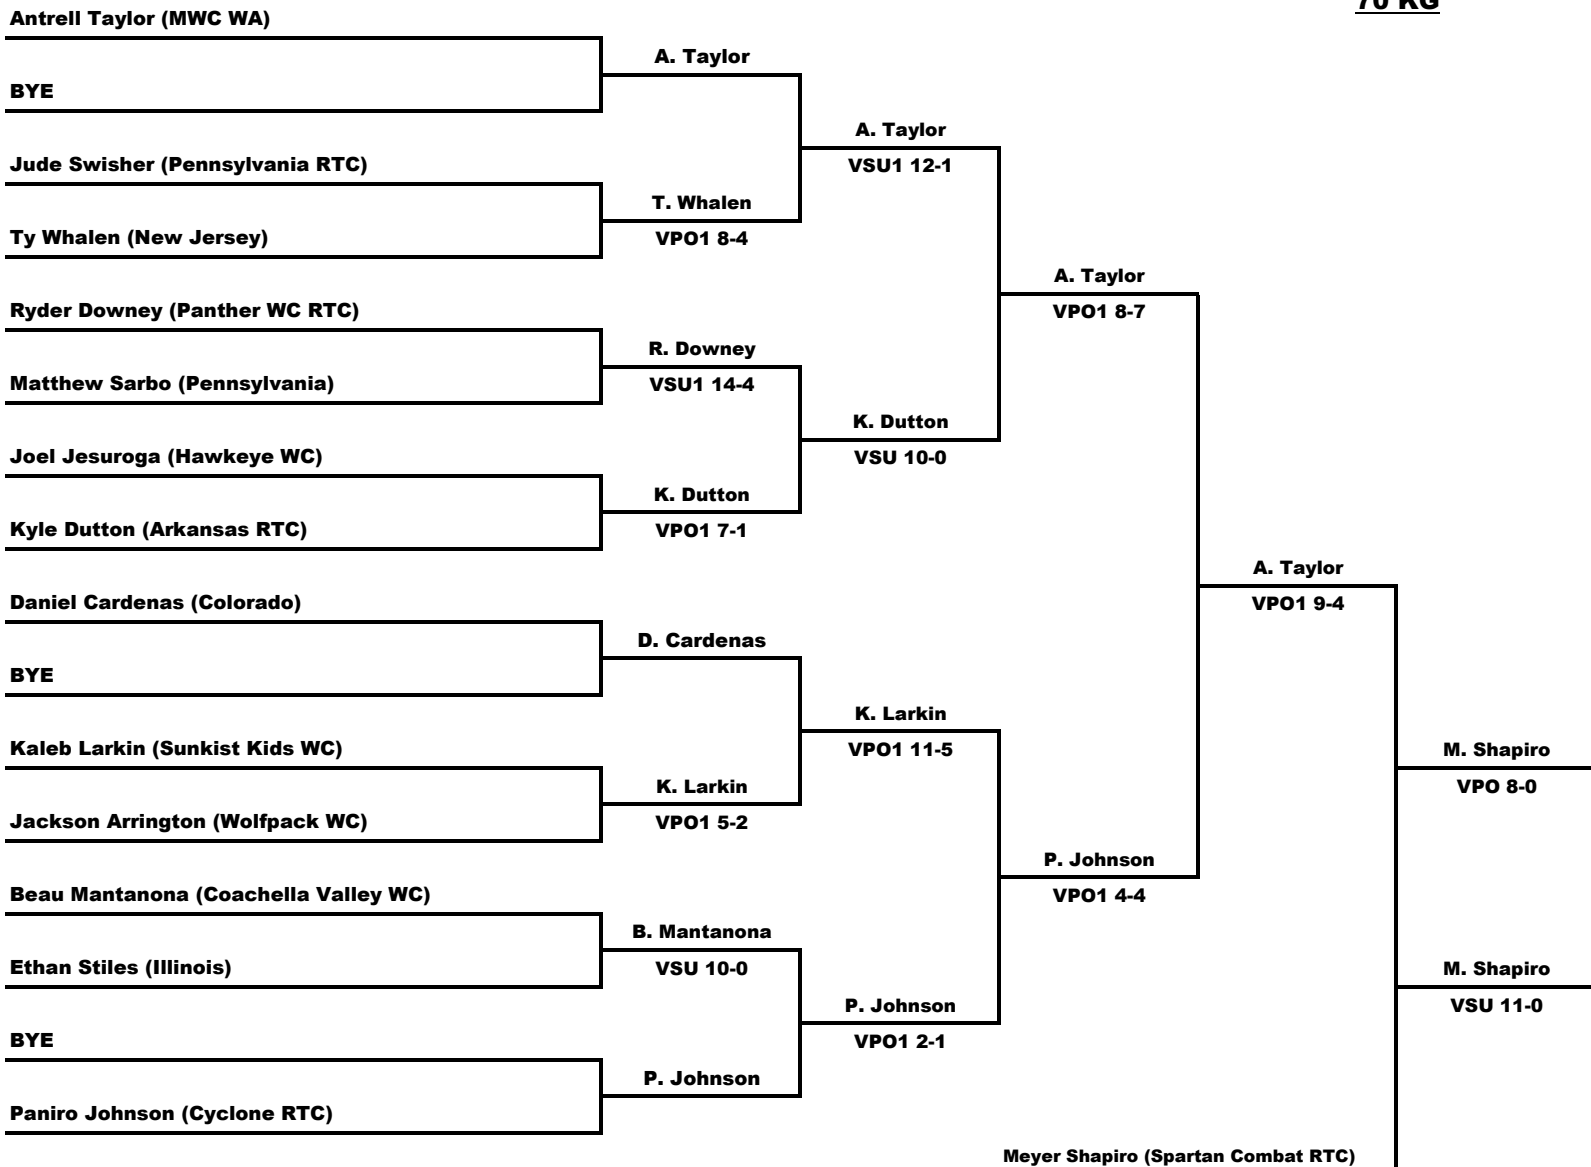 70 KG
Antrell Taylor (MWC WA)
A. Taylor
BYE
A. Taylor
VSU1 12-1
Jude Swisher (Pennsylvania RTC)
T. Whalen
VPO1 8-4
Ty Whalen (New Jersey)
A. Taylor
VPO1 8-7
Ryder Downey (Panther WC RTC)
R. Downey
VSU1 14-4
Matthew Sarbo (Pennsylvania)
K. Dutton
VSU 10-0
Joel Jesuroga (Hawkeye WC)
K. Dutton
VPO1 7-1
Kyle Dutton (Arkansas RTC)
A. Taylor
VPO1 9-4
Daniel Cardenas (Colorado)
D. Cardenas
BYE
K. Larkin
VPO1 11-5
Kaleb Larkin (Sunkist Kids WC)
M. Shapiro
VPO 8-0
K. Larkin
VPO1 5-2
Jackson Arrington (Wolfpack WC)
P. Johnson
VPO1 4-4
Beau Mantanona (Coachella Valley WC)
B. Mantanona
VSU 10-0
Ethan Stiles (Illinois)
M. Shapiro
VSU 11-0
P. Johnson
VPO1 2-1
BYE
P. Johnson
Paniro Johnson (Cyclone RTC)
Meyer Shapiro (Spartan Combat RTC)